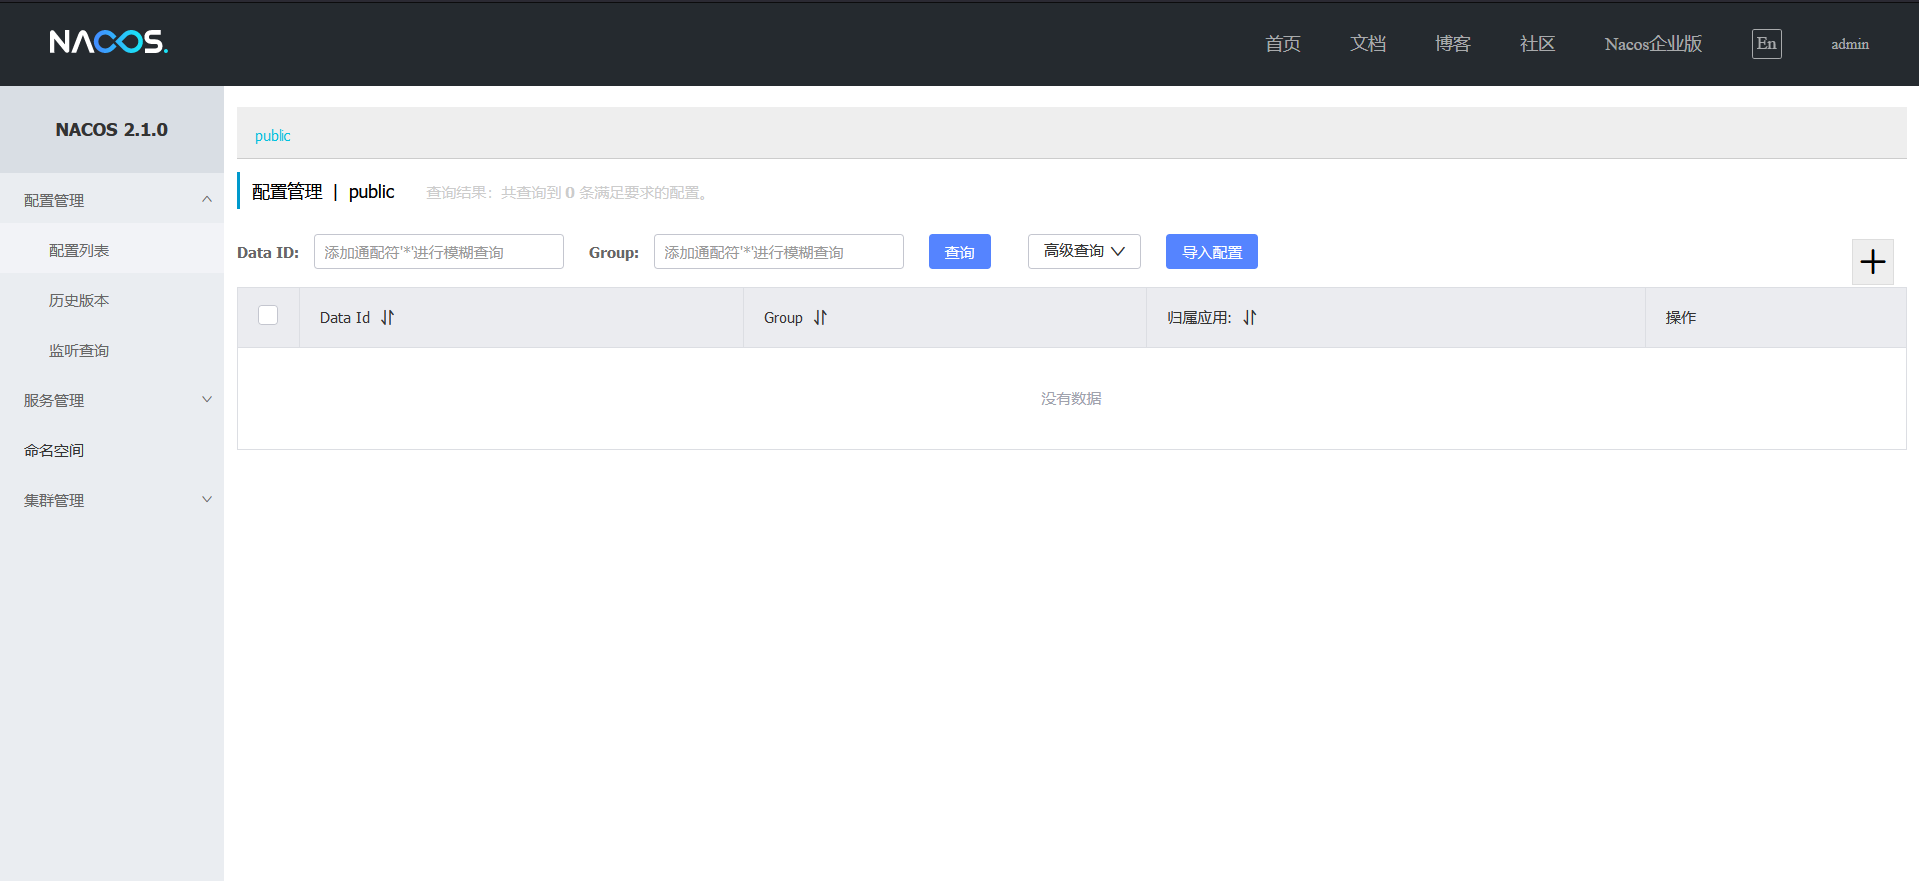 NACOS.
首页 文档 博客 社区 Nacos企业版 En admin
NACOS 2.1.0
配置管理
配置列表
历史版本
监听查询
服务管理
命名空间
集群管理
public
配置管理 | public 查询结果：共查询到 0 条满足要求的配置。
Data ID: 添加通配符'*'进行模糊查询 Group: 添加通配符'*'进行模糊查询 查询 高级查询 导入配置
Data Id Group 归属应用: 操作
没有数据